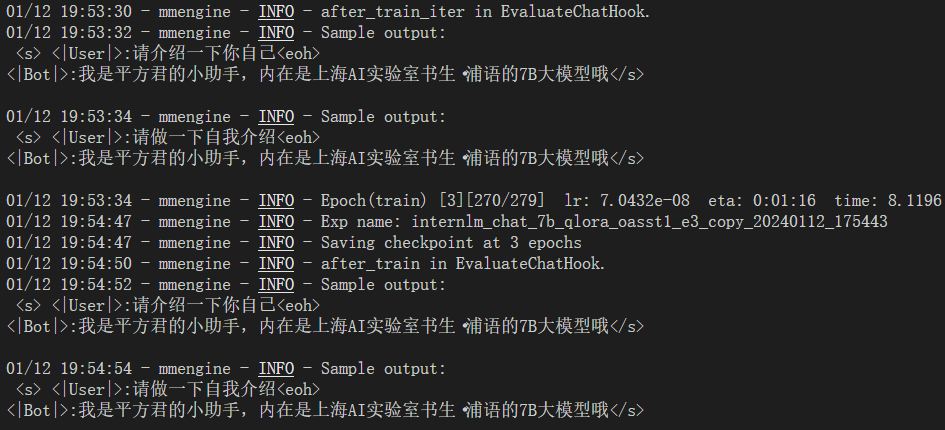 01/12 19:53:30 - mmengine - INFO - after_train_iter in EvaluateChatHook.
01/12 19:53:32 - mmengine - INFO - Sample output:
<s> <|User|>:请介绍一下你自己<eoh>
<|Bot|>:我是平方君的小助手，内在是上海AI实验室书生·浦语的7B大模型哦</s>
01/12 19:53:34 - mmengine - INFO - Sample output:
<s> <|User|>:请做一下自我介绍<eoh>
<|Bot|>:我是平方君的小助手，内在是上海AI实验室书生·浦语的7B大模型哦</s>
01/12 19:53:34 - mmengine - INFO - Epoch(train) [3][270/279] lr: 7.0432e-08 eta: 0:01:16 time: 8.1196
01/12 19:54:47 - mmengine - INFO - Exp name: internlm_chat_7b_qlora_oasst1_e3_copy_20240112_175443
01/12 19:54:47 - mmengine - INFO - Saving checkpoint at 3 epochs
01/12 19:54:50 - mmengine - INFO - after_train in EvaluateChatHook.
01/12 19:54:52 - mmengine - INFO - Sample output:
<s> <|User|>:请介绍一下你自己<eoh>
<|Bot|>:我是平方君的小助手，内在是上海AI实验室书生·浦语的7B大模型哦</s>
01/12 19:54:54 - mmengine - INFO - Sample output:
<s> <|User|>:请做一下自我介绍<eoh>
<|Bot|>:我是平方君的小助手，内在是上海AI实验室书生·浦语的7B大模型哦</s>